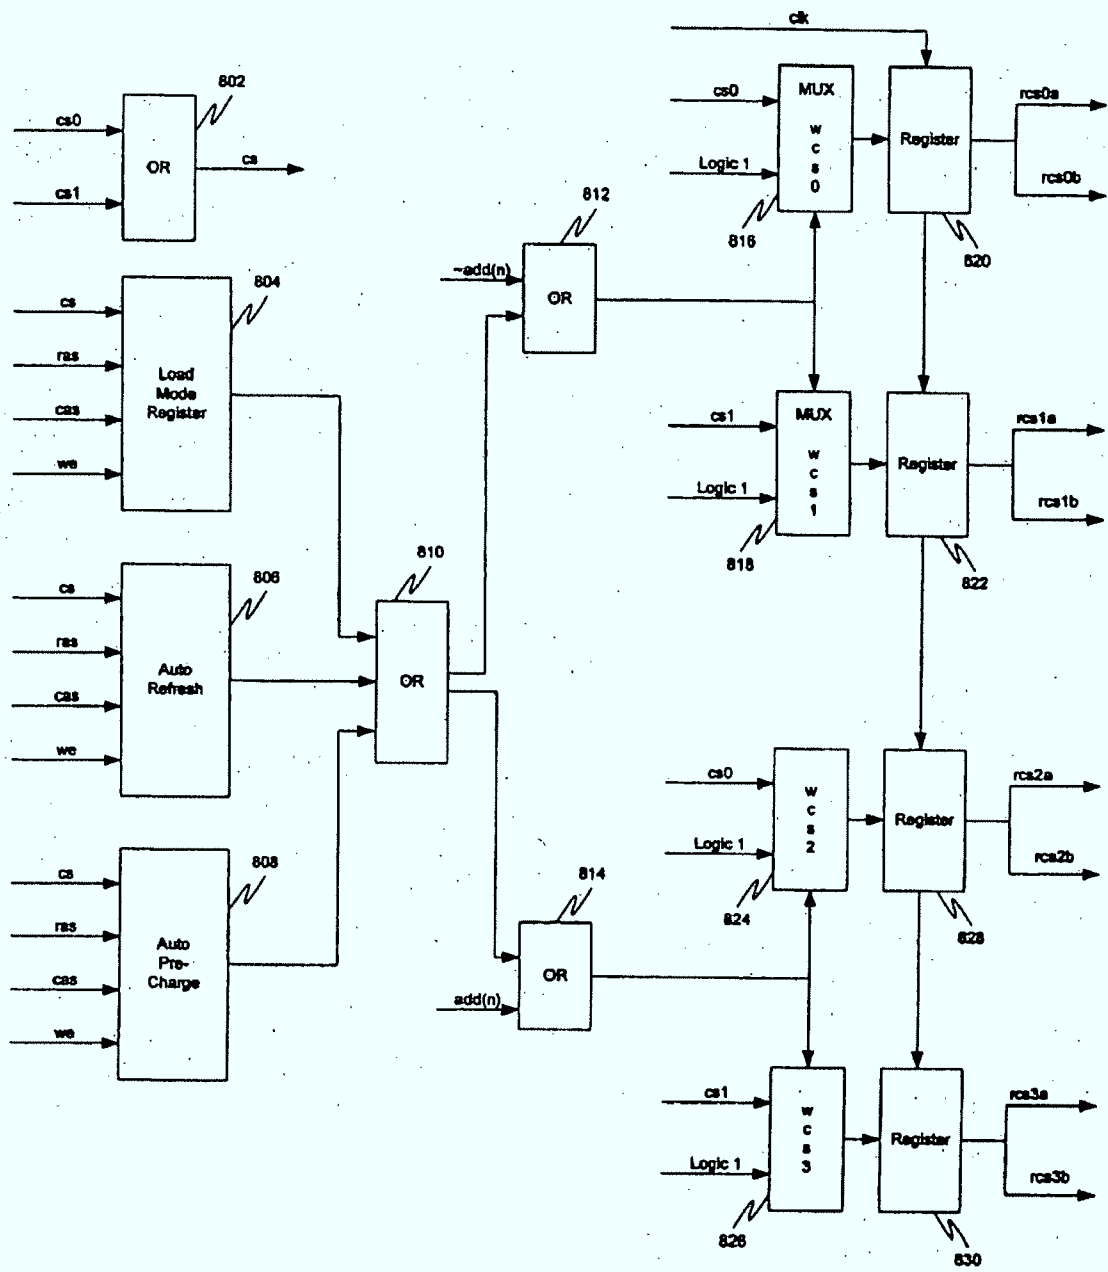 clk
802
cs0
OR
cs
cs1
MUX
w
c
s
0
cs0
Logic 1
816
Register
rcs0a
rcs0b
820
812
~add(n)
OR
804
cs
ras
cas
we
Load
Mode
Register
MUX
w
c
s
1
cs1
Logic 1
818
Register
rcs1a
rcs1b
822
806
cs
ras
cas
we
Auto
Refresh
810
OR
cs0
Logic 1
w
c
s
2
824
Register
rcs2a
rcs2b
828
808
cs
ras
cas
we
Auto
Pre-
Charge
814
OR
add(n)
cs1
Logic 1
w
c
s
3
826
Register
rcs3a
rcs3b
830